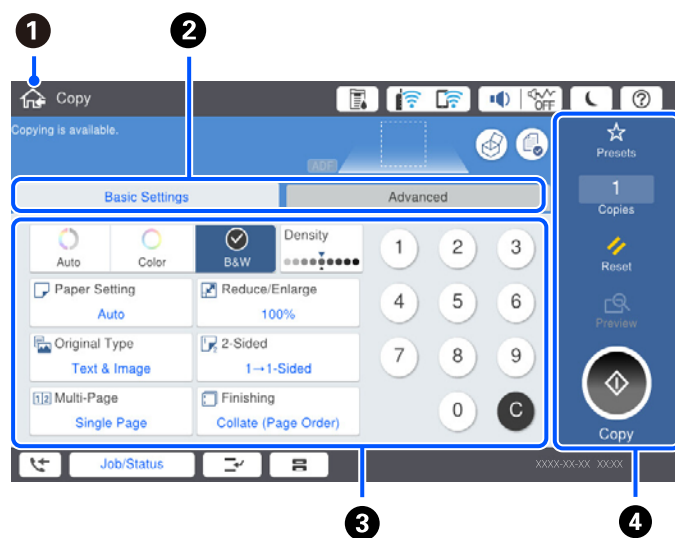 1
2
Copy
OFF
Copying is available.
ADF
Presets
Basic Settings
Advanced
1
Copies
Auto
Color
B&W
Density
1
2
3
Reset
Paper Setting
Auto
Reduce/Enlarge
100%
4
5
6
Preview
Original Type
Text & Image
2-Sided
1→1-Sided
7
8
9
1 2 Multi-Page
Single Page
Finishing
Collate (Page Order)
0
C
Copy
Job/Status
XXXX-XX-XX XX:XX
3
4